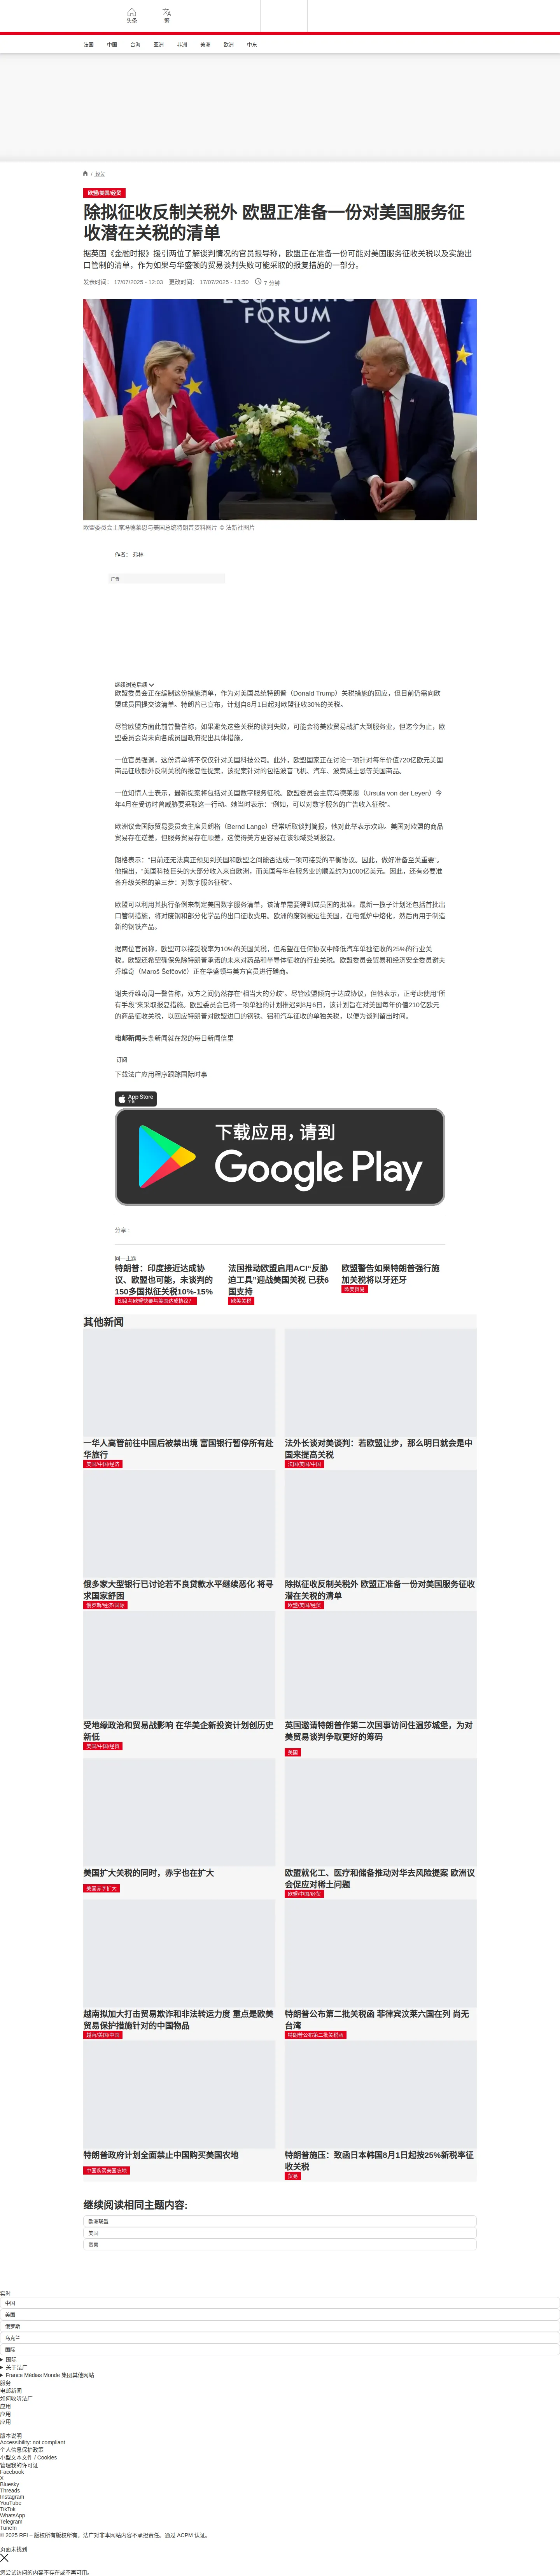 头条
繁
法国
中国
台海
亚洲
非洲
美洲
欧洲
中东
/ 经贸
欧盟/美国/经贸
除拟征收反制关税外 欧盟正准备一份对美国服务征
收潜在关税的清单
据英国《金融时报》援引两位了解谈判情况的官员报导称，欧盟正在准备一份可能对美国服务征收关税以及实施出
口管制的清单，作为如果与华盛顿的贸易谈判失败可能采取的报复措施的一部分。
发表时间： 17/07/2025 - 12:03 更改时间： 17/07/2025 - 13:50 7 分钟
ECONOMIC
FORUM
欧盟委员会主席冯德莱恩与美国总统特朗普资料图片 © 法新社图片
作者： 弗林
广告
继续浏览后续
欧盟委员会正在编制这份措施清单，作为对美国总统特朗普（Donald Trump）关税措施的回应，但目前仍需向欧
盟成员国提交该清单。特朗普已宣布，计划自8月1日起对欧盟征收30%的关税。
尽管欧盟方面此前曾警告称，如果避免这些关税的谈判失败，可能会将美欧贸易战扩大到服务业，但迄今为止，欧
盟委员会尚未向各成员国政府提出具体措施。
一位官员强调，这份清单将不仅仅针对美国科技公司。此外，欧盟国家正在讨论一项针对每年价值720亿欧元美国
商品征收额外反制关税的报复性提案，该提案针对的包括波音飞机、汽车、波旁威士忌等美国商品。
一位知情人士表示，最新提案将包括对美国数字服务征税。欧盟委员会主席冯德莱恩（Ursula von der Leyen）今
年4月在受访时曾威胁要采取这一行动。她当时表示：“例如，可以对数字服务的广告收入征税”。
欧洲议会国际贸易委员会主席贝朗格（Bernd Lange）经常听取谈判简报，他对此举表示欢迎。美国对欧盟的商品
贸易存在逆差，但服务贸易存在顺差，这使得美方更容易在该领域受到报复。
朗格表示：“目前还无法真正预见到美国和欧盟之间能否达成一项可接受的平衡协议。因此，做好准备至关重要”。
他指出，“美国科技巨头的大部分收入来自欧洲，而美国每年在服务业的顺差约为1000亿美元。因此，还有必要准
备升级关税的第三步：对数字服务征税”。
欧盟可以利用其执行条例来制定美国数字服务清单，该清单需要得到成员国的批准。最新一揽子计划还包括首批出
口管制措施，将对废钢和部分化学品的出口征收费用。欧洲的废钢被运往美国，在电弧炉中熔化，然后再用于制造
新的钢铁产品。
据两位官员称，欧盟可以接受税率为10%的美国关税，但希望在任何协议中降低汽车单独征收的25%的行业关
税。欧盟还希望确保免除特朗普承诺的未来对药品和半导体征收的行业关税。欧盟委员会贸易和经济安全委员谢夫
乔维奇（Maroš Šefčovič）正在华盛顿与美方官员进行磋商。
谢夫乔维奇周一警告称，双方之间仍然存在“相当大的分歧”。尽管欧盟倾向于达成协议，但他表示，正考虑使用“所
有手段”来采取报复措施。欧盟委员会已将一项单独的计划推迟到8月6日，该计划旨在对美国每年价值210亿欧元
的商品征收关税，以回应特朗普对欧盟进口的钢铁、铝和汽车征收的单独关税，以便为谈判留出时间。
电邮新闻头条新闻就在您的每日新闻信里
订阅
下载法广应用程序跟踪国际时事
App Store
下载
下载应用，请到
Google Play
分享 :
同一主题
特朗普：印度接近达成协
议、欧盟也可能，未谈判的
150多国拟征关税10%-15%
印度与欧盟快要与美国达成协议？
法国推动欧盟启用ACI“反胁
迫工具”迎战美国关税 已获6
国支持
欧美关税
欧盟警告如果特朗普强行施
加关税将以牙还牙
欧美贸易
其他新闻
一华人高管前往中国后被禁出境 富国银行暂停所有赴
华旅行
美国/中国/经济
法外长谈对美谈判：若欧盟让步，那么明日就会是中
国来提高关税
法国/美国/中国
俄多家大型银行已讨论若不良贷款水平继续恶化 将寻
求国家舒困
俄罗斯/经济/国际
除拟征收反制关税外 欧盟正准备一份对美国服务征收
潜在关税的清单
欧盟/美国/经贸
受地缘政治和贸易战影响 在华美企新投资计划创历史
新低
美国/中国/经贸
英国邀请特朗普作第二次国事访问住温莎城堡，为对
美贸易谈判争取更好的筹码
美国
美国扩大关税的同时，赤字也在扩大
美国赤字扩大
欧盟就化工、医疗和储备推动对华去风险提案 欧洲议
会促应对稀土问题
欧盟/中国/经贸
越南拟加大打击贸易欺诈和非法转运力度 重点是欧美
贸易保护措施针对的中国物品
越南/美国/中国
特朗普公布第二批关税函 菲律宾汶莱六国在列 尚无
台湾
特朗普公布第二批关税函
特朗普政府计划全面禁止中国购买美国农地
中国购买美国农地
特朗普施压：致函日本韩国8月1日起按25%新税率征
收关税
贸易
继续阅读相同主题内容:
欧洲联盟
美国
贸易
实时
中国
美国
俄罗斯
乌克兰
国际
国际
关于法广
France Médias Monde 集团其他网站
服务
电邮新闻
如何收听法广
应用
应用
应用
版本说明
Accessibility: not compliant
个人信息保护政策
小型文本文件 / Cookies
管理我的许可证
Facebook
X
Bluesky
Threads
Instagram
YouTube
TikTok
WhatsApp
Telegram
TuneIn
© 2025 RFI – 版权所有版权所有。法广对非本网站内容不承担责任。通过 ACPM 认证。
页面未找到
您尝试访问的内容不存在或不再可用。